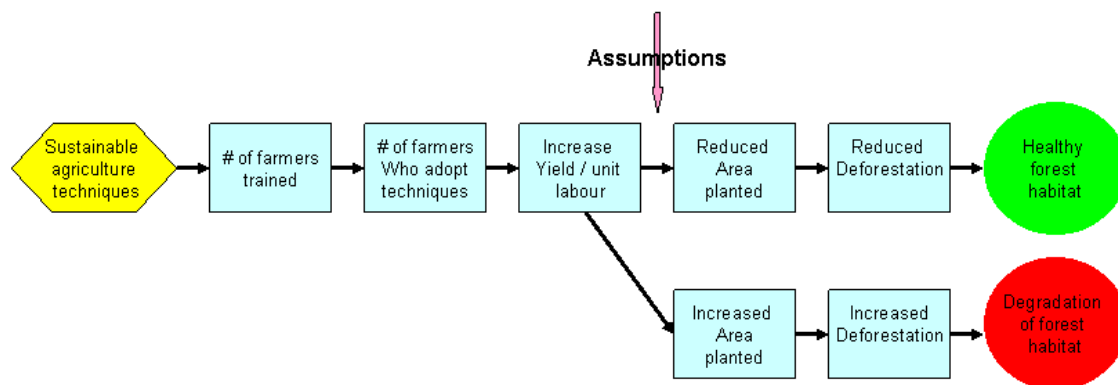 Assumptions
Sustainable
agriculture
techniques
# of farmers
trained
# of farmers
Who adopt
techniques
Increase
Yield / unit
labour
Reduced
Area
planted
Reduced
Deforestation
Healthy
forest
habitat
Increased
Area
planted
Increased
Deforestation
Degradation
of forest
habitat